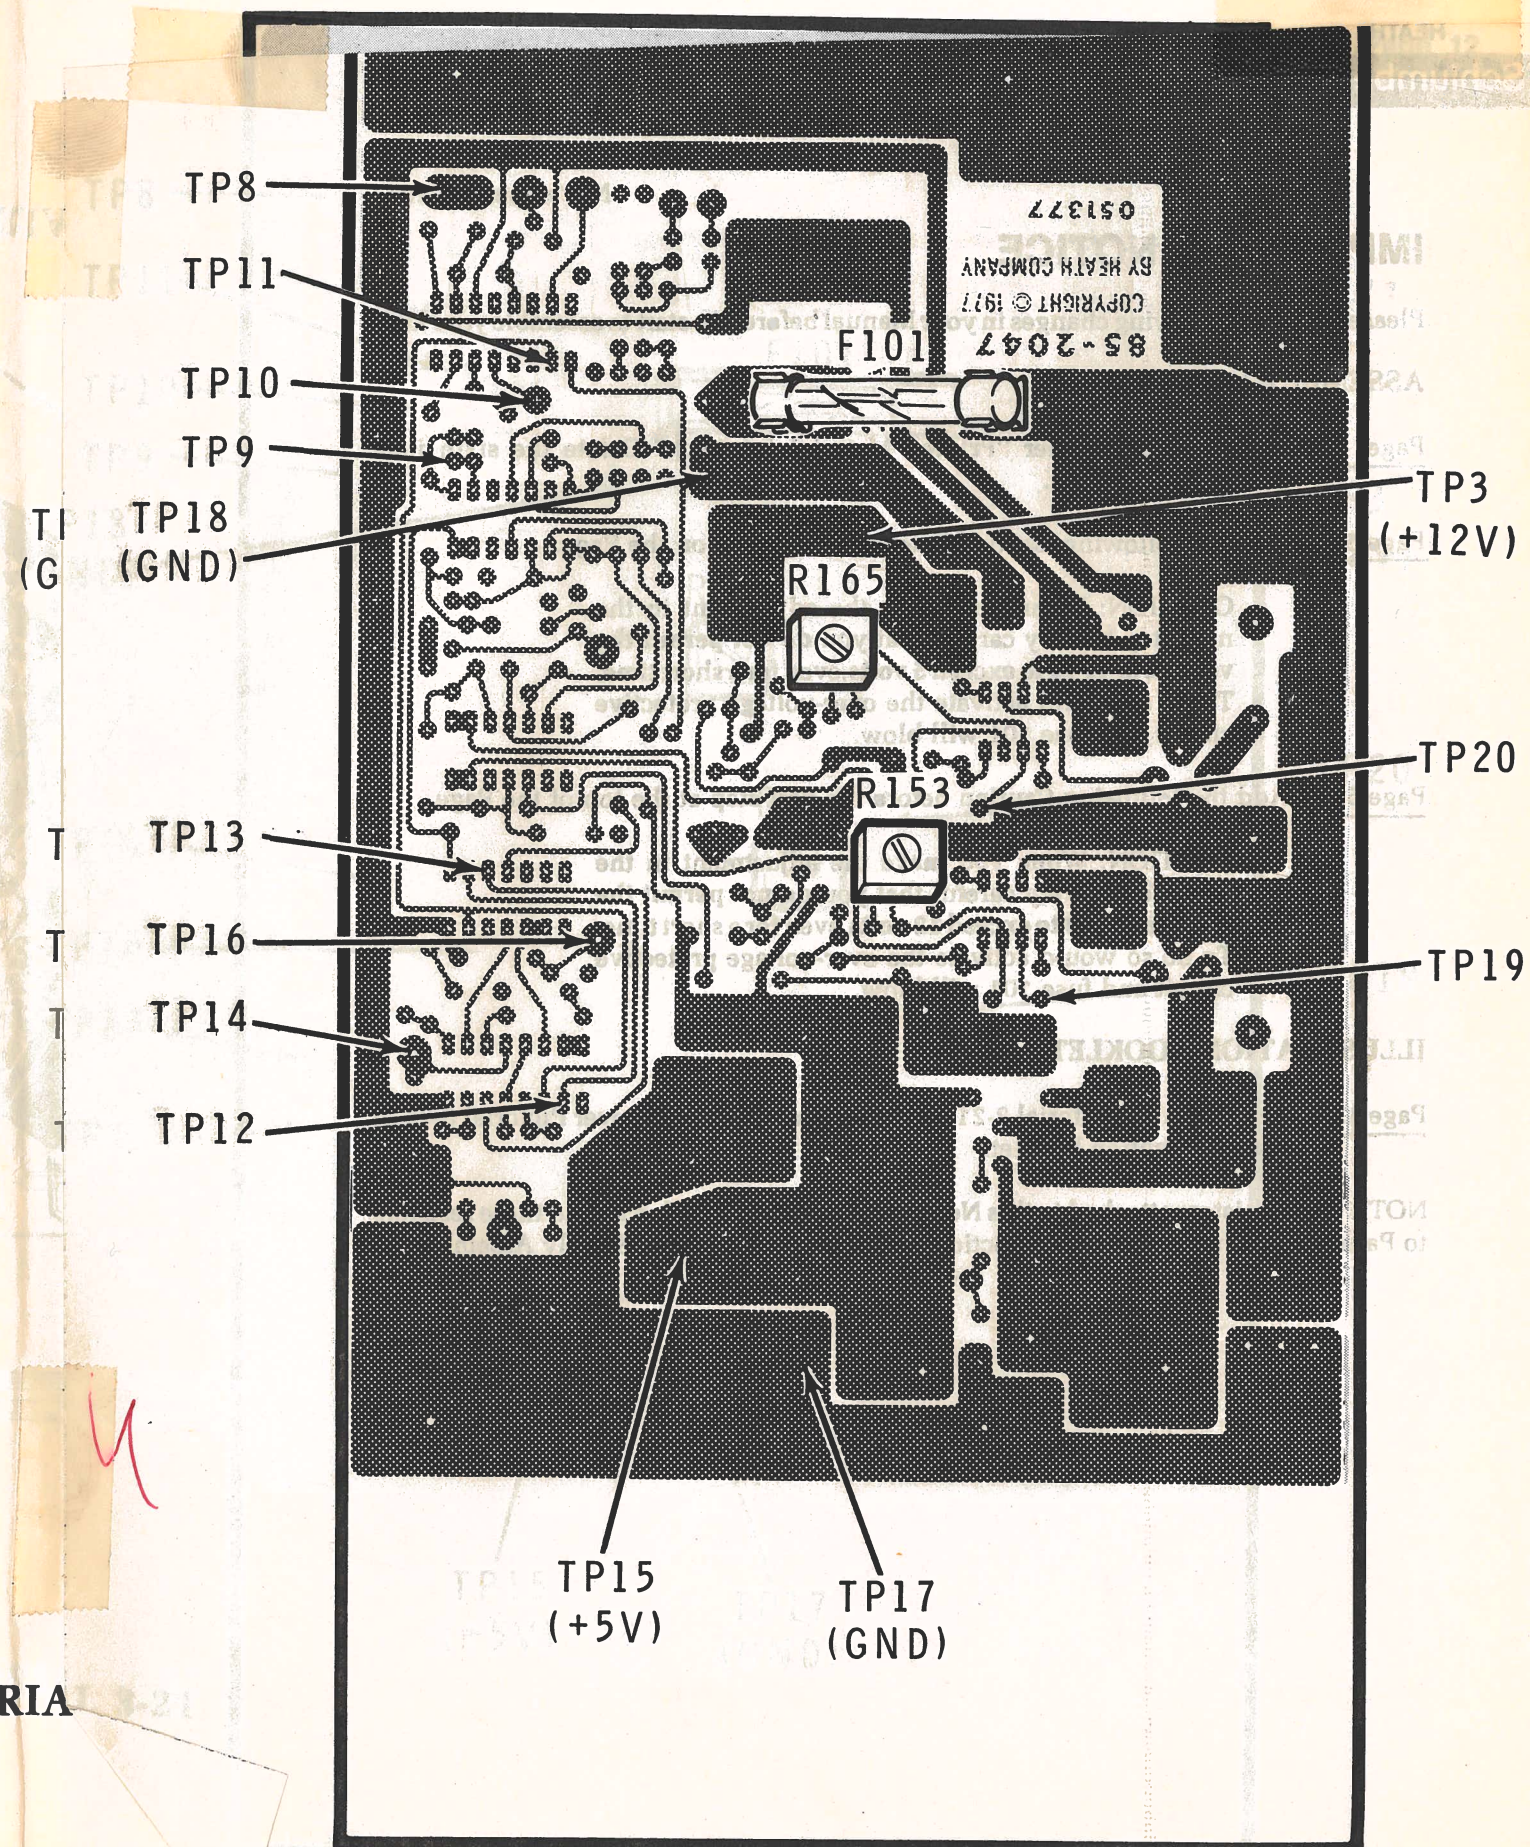 TP8
TP11
TP10
TP9
TP18
(GND)
TI
(G
TP13
T
TP16
T
TP14
T
TP12
T
RIA
051377
BY HEATH COMPANY
COPYRIGHT © 1977
85-2047
F101
TP3
(+12V)
R165
TP20
R153
TP19
TP15
(+5V)
TP17
(GND)